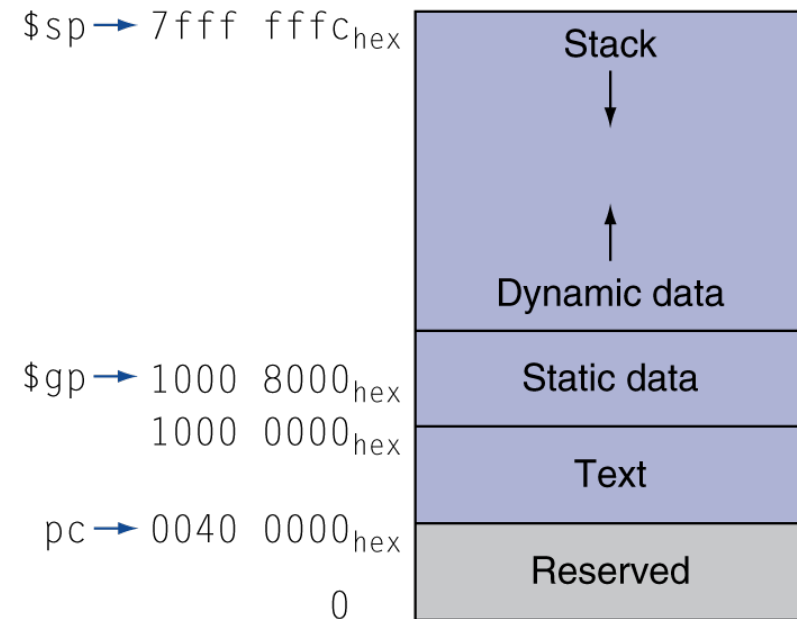 $sp → 7fff fffc hex
Stack
Dynamic data
$gp → 1000 8000 hex
Static data
1000 0000 hex
Text
pc → 0040 0000 hex
Reserved
0